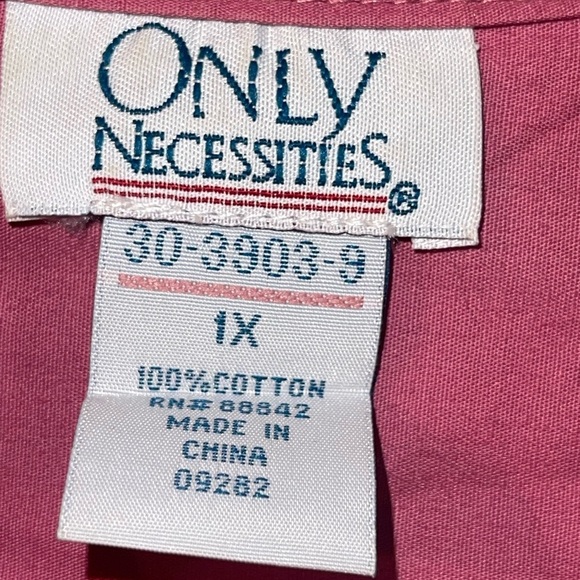 ONLY
NECESSITIES®
30-3903-9
1X
100% COTTON
RN# 88842
MADE IN
CHINA
09282